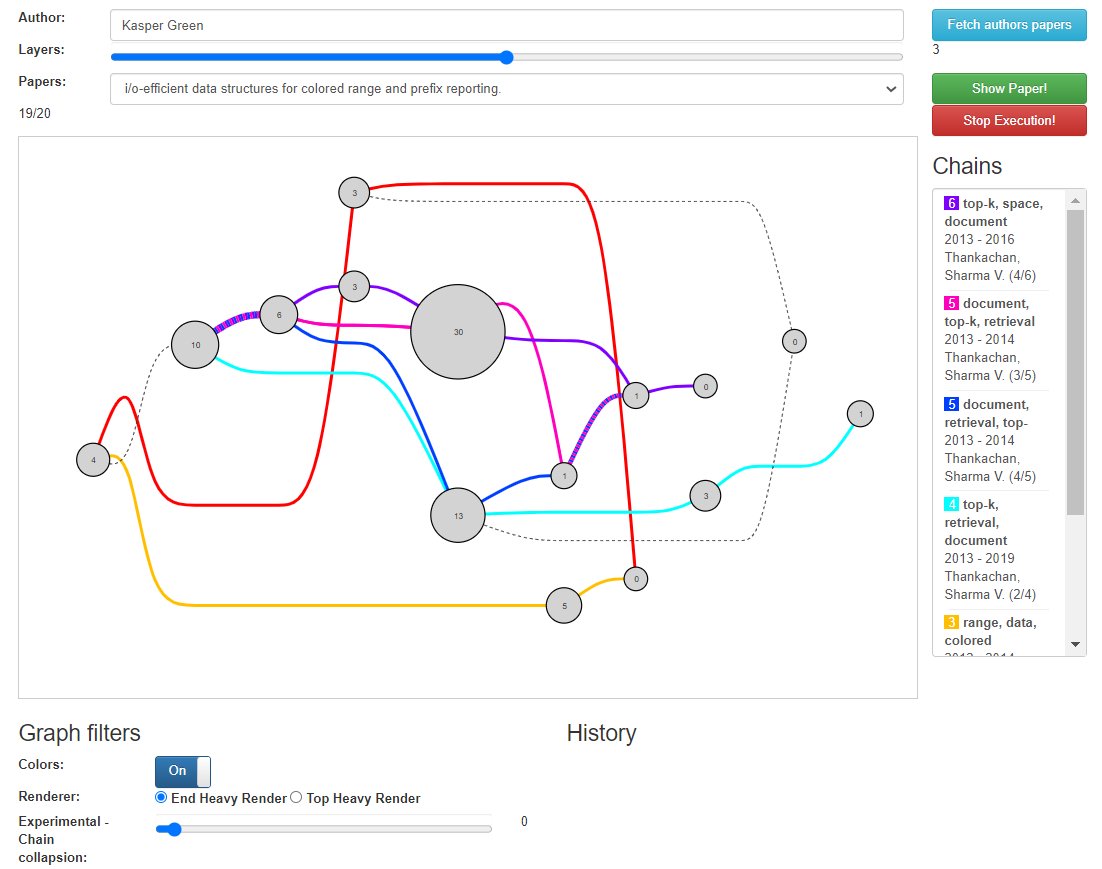 Author:
Kasper Green
Fetch authors papers
Layers:
3
Papers:
i/o-efficient data structures for colored range and prefix reporting.
Show Paper!
19/20
Stop Execution!
Chains
6 top-k, space,
document
2013 - 2016
Thankachan,
Sharma V. (4/6)
5 document,
top-k, retrieval
2013 - 2014
Thankachan,
Sharma V. (3/5)
5 document,
retrieval, top-
2013 - 2014
Thankachan,
Sharma V. (4/5)
4 top-k,
retrieval,
document
2013 - 2019
Thankachan,
Sharma V. (2/4)
3 range, data,
colored
2013 - 2014
3
3
6
30
10
0
0
1
1
4
1
3
13
0
5
Graph filters
History
Colors:
On
Renderer:
End Heavy Render
Top Heavy Render
Experimental -
Chain
collapsion:
0